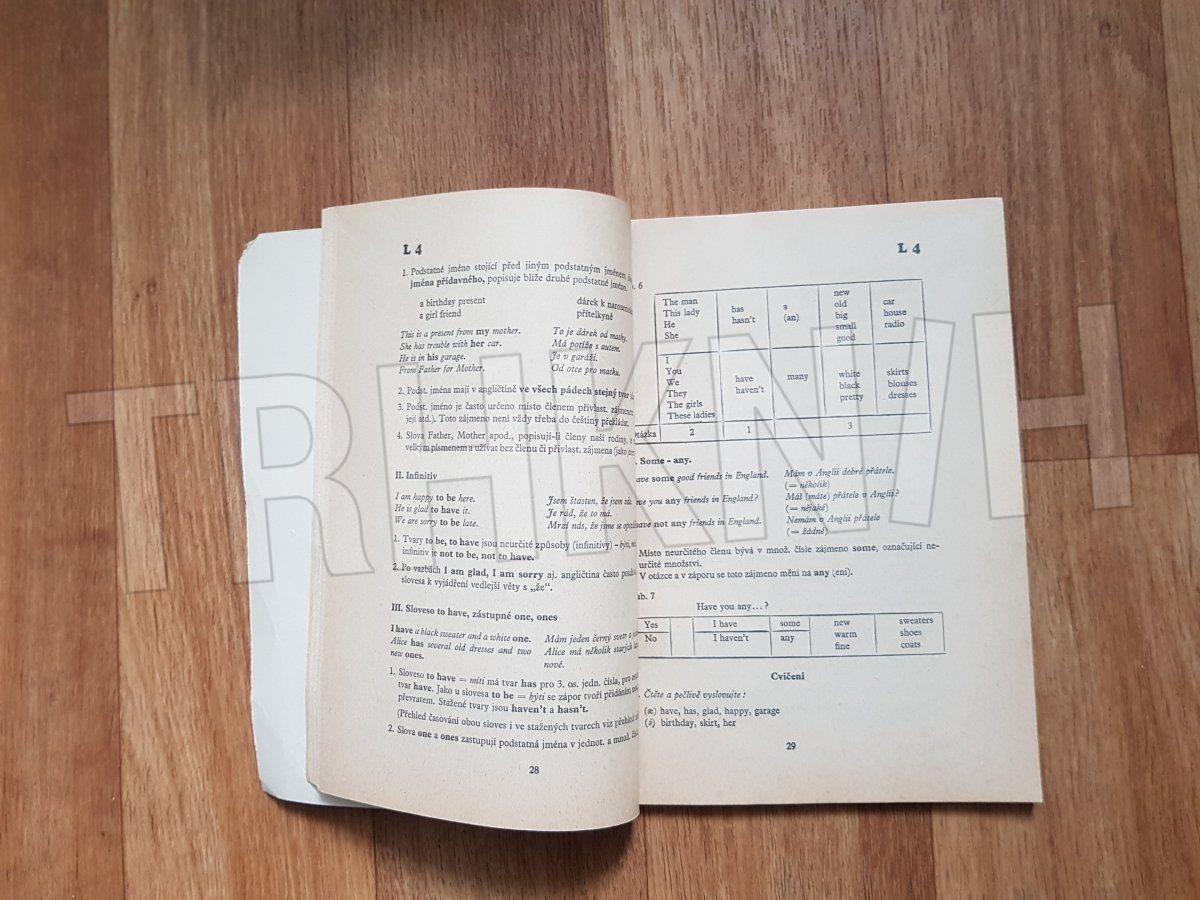 L 4
1. Podstatné jméno stojící před jiným podstatným jménem
jména přídavného, popisuje blíže druhé podstatné jméno.
a birthday present dárek k narozeninám
a girl friend přítelkyně
This is a present from my mother. To je dárek od matky.
She has trouble with her car. Má potíže s autem.
He is in his garage. Je v garáži.
From Father for Mother. Od otce pro matku.
2. Podst. jména mají v angličtině ve všech pádech stejný tvar
3. Podst. jméno je často určeno místo členem přivlast. zájmenem
její atd.). Toto zájmeno není vždy třeba do češtiny překládat.
4. Slova Father, Mother apod., popisují-li členy naší rodiny,
velkým písmenem a užívat bez členu či přivlast. zájmena (jako
II. Infinitiv
I am happy to be here. Jsem šťasten, že jsem zde.
He is glad to have it. Je rád, že to má.
We are sorry to be late. Mrzí nás, že jsme se
1. Tvary to be, to have jsou neurčité způsoby (infinitivy) – býti,
infinitiv je not to be, not to have.
2. Po vazbách I am glad, I am sorry aj. angličtina často
slovesa k vyjádření vedlejší věty s „že“.
III. Sloveso to have, zástupné one, ones
I have a black sweater and a white one. Mám jeden černý svetr a
Alice has several old dresses and two Alice má několik starých
new ones. nové.
1. Sloveso to have = míti má tvar has pro 3. os. jedn. čísla, pro
tvar have. Jako u slovesa to be = býti se zápor tvoří přidáním
převratem. Stažené tvary jsou haven't a hasn't.
(Přehled časování obou sloves i ve stažených tvarech viz přehled
2. Slova one a ones zastupují podstatná jména v jednot. a množ.
28
L 4
6
The man has a new car
This lady hasn't (an) old house
He big radio
She small
good
I have many white skirts
You haven't black blouses
We pretty dresses
They
The girls
These ladies
otázka 2 1 3
Some - any.
have some good friends in England. Mám v Anglii dobré přátele.
(= několik)
have you any friends in England? Máš (máte) přátele v Anglii?
(= nějaké)
have not any friends in England. Nemám v Anglii přátele
(= žádné)
Místo neurčitého členu bývá v množ. čísle zájmeno some, označující ne-
určité množství.
V otázce a v záporu se toto zájmeno mění na any (eni).
ab. 7
Have you any...?
Yes I have some new sweaters
No I haven't any warm shoes
fine coats
Cvičení
Čtěte a pečlivě vyslovujte:
(æ) have, has, glad, happy, garage
(ə̄) birthday, skirt, her
29
TRHKNIH